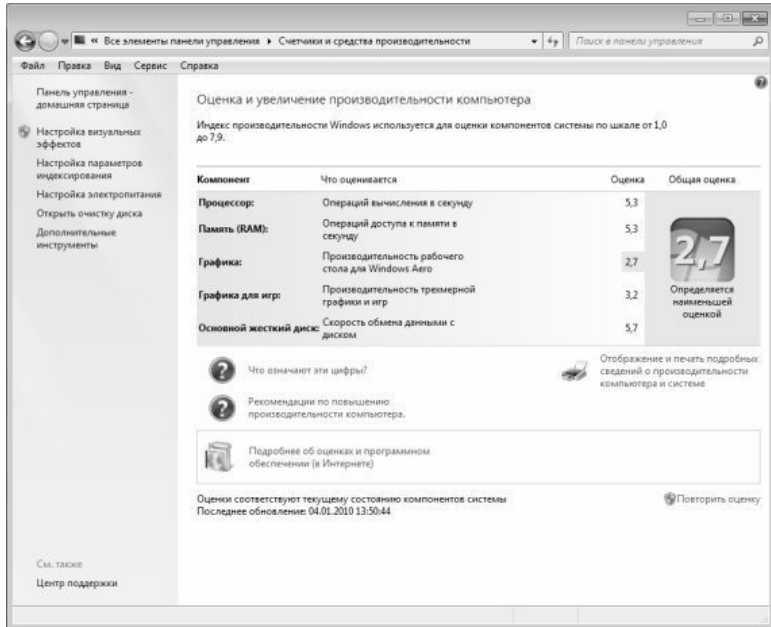 « Все элементы панели управления ▸ Счетчики и средства производительности
Поиск в панели управления
Файл Правка Вид Сервис Справка
Панель управления -
домашняя страница
Настройка визуальных
эффектов
Настройка параметров
индексирования
Настройка электропитания
Открыть очистку диска
Дополнительные
инструменты
См. также
Центр поддержки
Оценка и увеличение производительности компьютера
Индекс производительности Windows используется для оценки компонентов системы по шкале от 1,0
до 7,9.
Компонент Что оценивается Оценка Общая оценка
Процессор: Операций вычисления в секунду 5,3
Память (RAM): Операций доступа к памяти в
секунду 5,3
Графика: Производительность рабочего
стола для Windows Aero 2,7
Графика для игр: Производительность трехмерной
графики и игр 3,2
Основной жесткий диск: Скорость обмена данными с
диском 5,7
2,7
Определяется
наименьшей
оценкой
Что означают эти цифры?
Рекомендации по повышению
производительности компьютера.
Отображение и печать подробных
сведений о производительности
компьютера и системе
Подробнее об оценках и программном
обеспечении (в Интернете)
Оценки соответствуют текущему состоянию компонентов системы
Последнее обновление: 04.01.2010 13:50:44
Повторить оценку